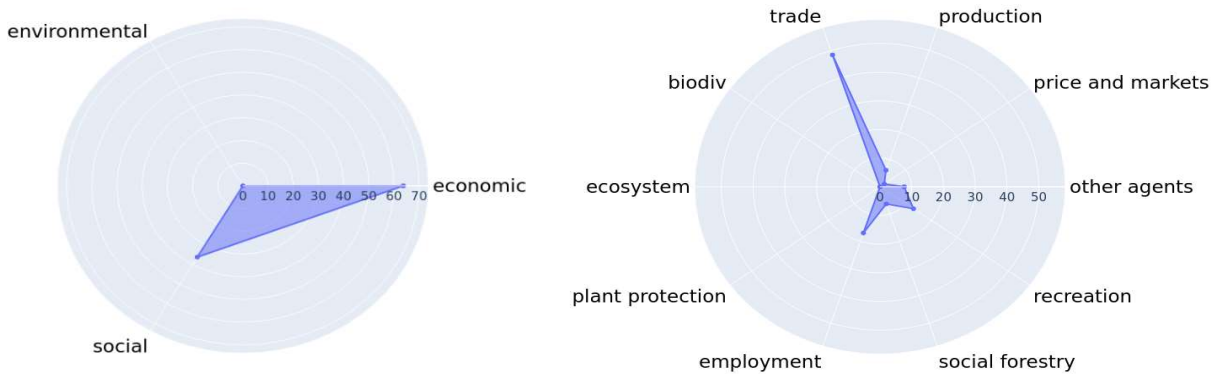 environmental
economic
social
0 10 20 30 40 50 60 70
trade
production
biodiv
price and markets
ecosystem
other agents
0 10 20 30 40 50
plant protection
recreation
employment
social forestry